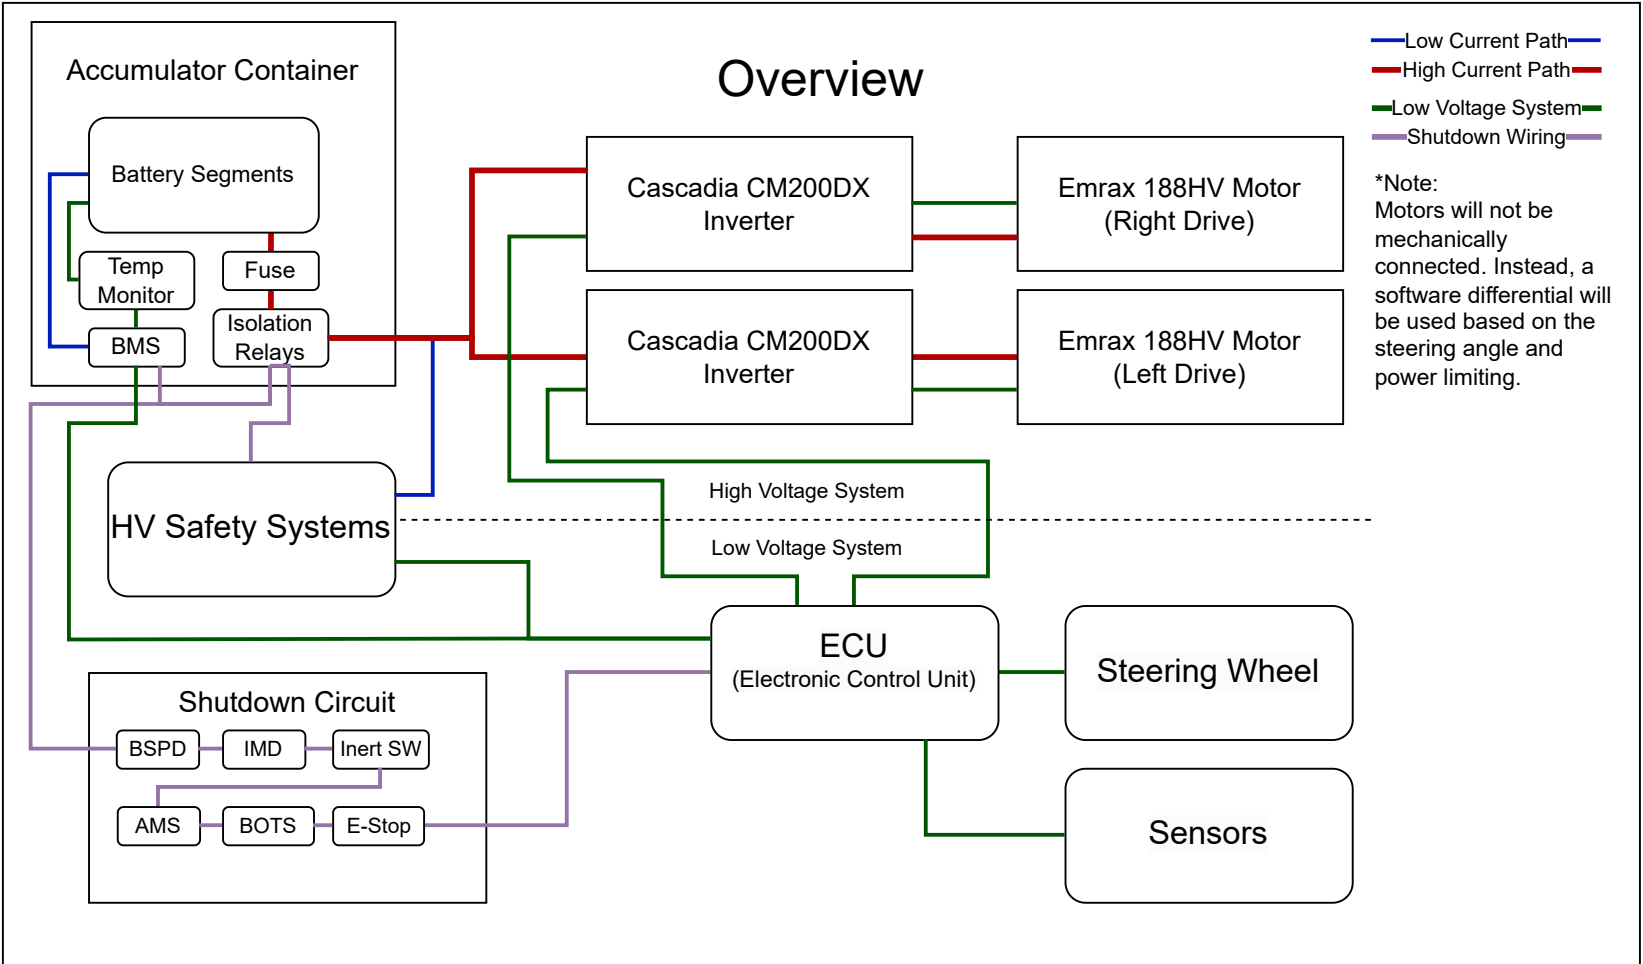 Overview
Accumulator Container
Battery Segments
Temp
Monitor
Fuse
BMS
Isolation
Relays
Cascadia CM200DX
Inverter
Emrax 188HV Motor
(Right Drive)
Cascadia CM200DX
Inverter
Emrax 188HV Motor
(Left Drive)
Low Current Path
High Current Path
Low Voltage System
Shutdown Wiring
*Note:
Motors will not be
mechanically
connected. Instead, a
software differential will
be used based on the
steering angle and
power limiting.
HV Safety Systems
High Voltage System
Low Voltage System
ECU
(Electronic Control Unit)
Steering Wheel
Sensors
Shutdown Circuit
BSPD
IMD
Inert SW
AMS
BOTS
E-Stop